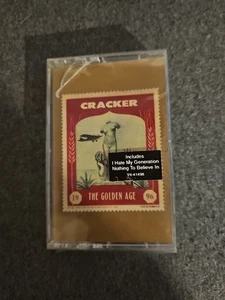 CRACKER
Includes
I Hate My Generation
Nothing To Believe In
19 THE GOLDEN AGE 96